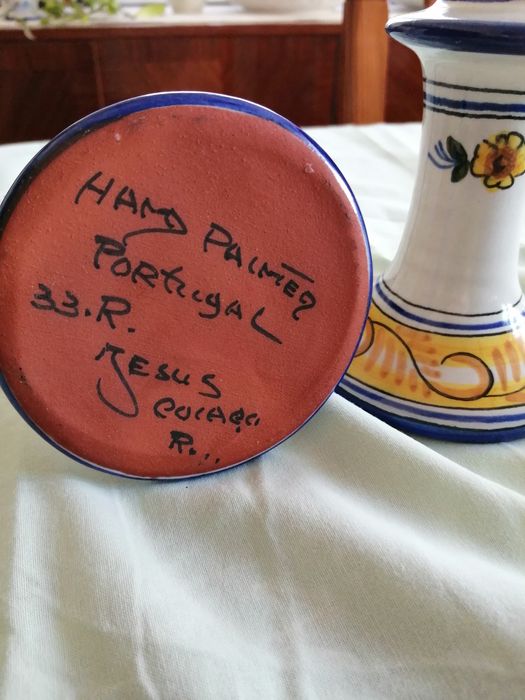 HAND PAINTED
PORTUGAL
33.R.
JESUS
R...